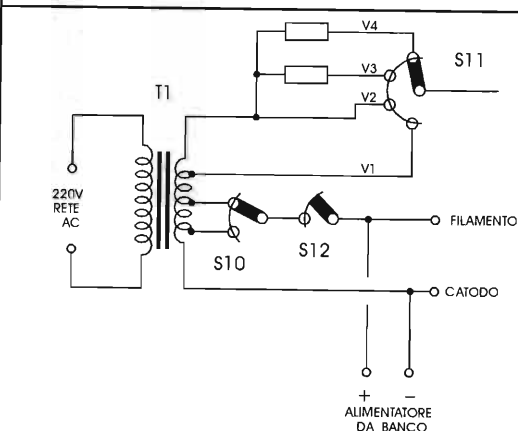 V4
S11
V3
T1
V2
V1
220V
RETE
AC
FILAMENTO
S10
S12
CATODO
+ −
ALIMENTATORE
DA BANCO